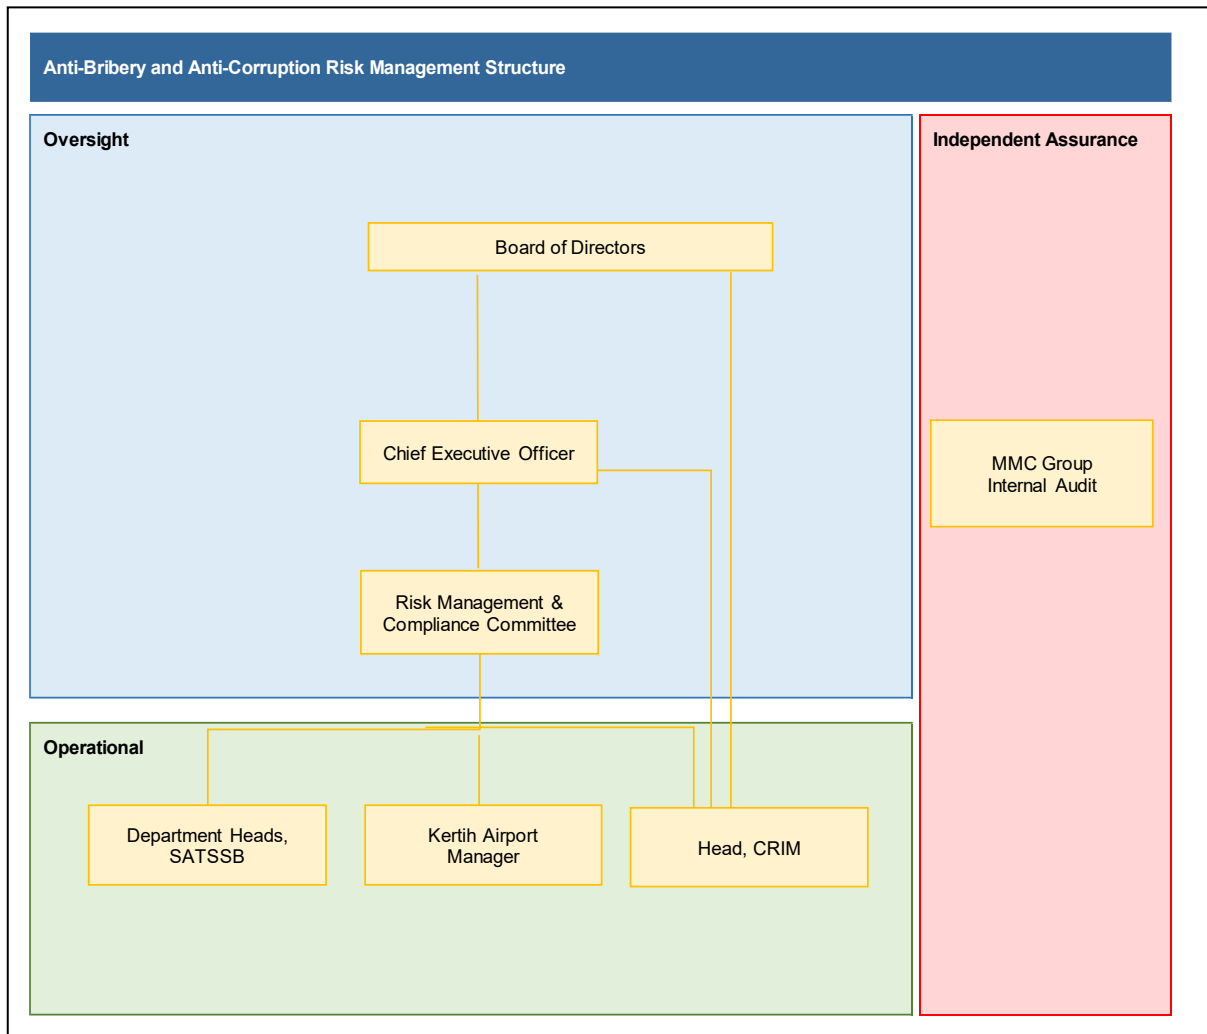 Anti-Bribery and Anti-Corruption Risk Management Structure
Oversight
Independent Assurance
Board of Directors
Chief Executive Officer
MMC Group
Internal Audit
Risk Management &
Compliance Committee
Operational
Department Heads,
SATSSB
Kertih Airport
Manager
Head, CRIM